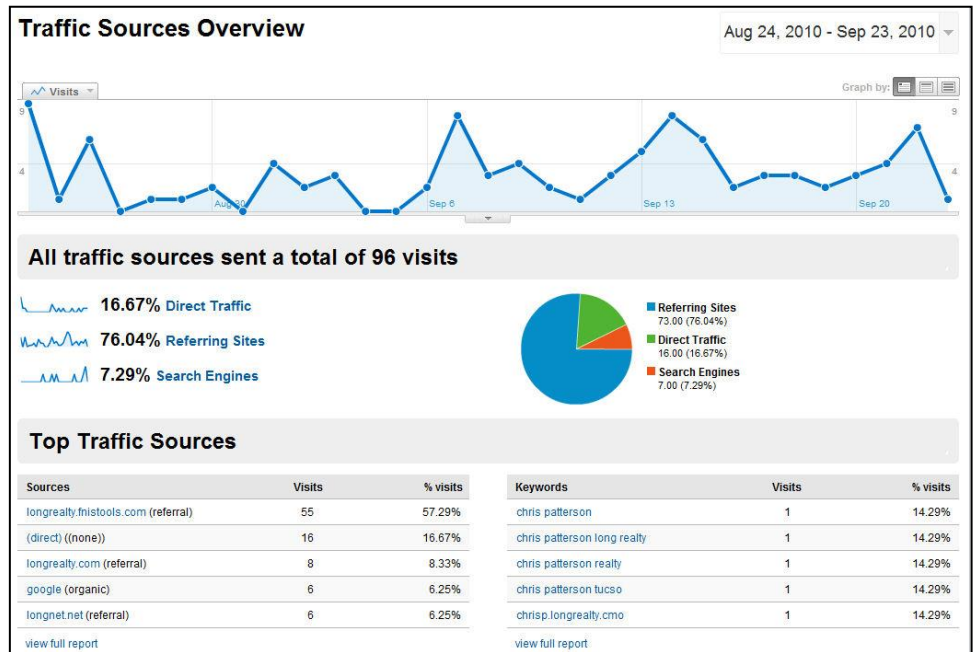 Traffic Sources Overview
Aug 24, 2010 - Sep 23, 2010
Visits
Graph by:
9 9
4 4
Aug 30 Sep 6 Sep 13 Sep 20
All traffic sources sent a total of 96 visits
16.67% Direct Traffic
76.04% Referring Sites
7.29% Search Engines
Referring Sites
73.00 (76.04%)
Direct Traffic
16.00 (16.67%)
Search Engines
7.00 (7.29%)
Top Traffic Sources
Sources Visits % visits
longrealty.fnistools.com (referral) 55 57.29%
(direct) ((none)) 16 16.67%
longrealty.com (referral) 8 8.33%
google (organic) 6 6.25%
longnet.net (referral) 6 6.25%
view full report
Keywords Visits % visits
chris patterson 1 14.29%
chris patterson long realty 1 14.29%
chris patterson realty 1 14.29%
chris patterson tucso 1 14.29%
chrisp.longrealty.cmo 1 14.29%
view full report